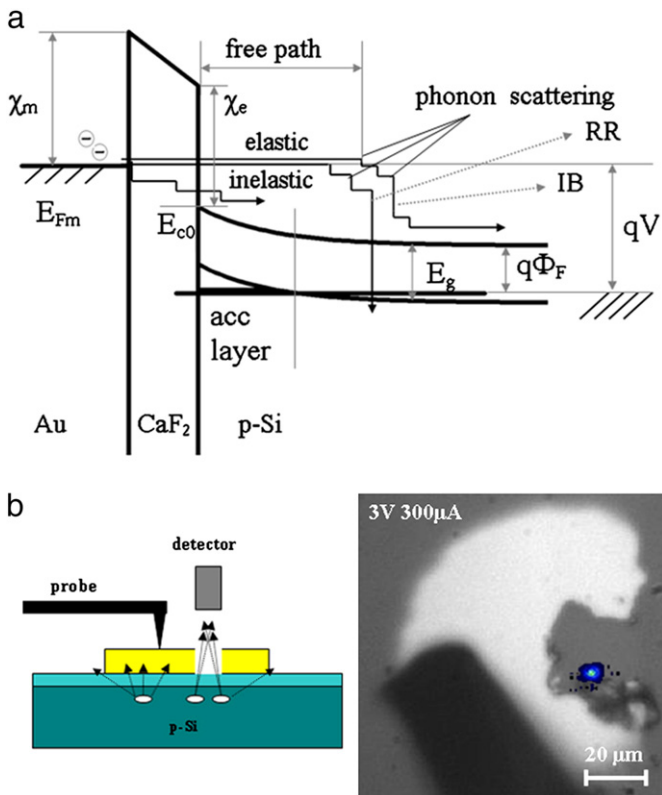 a
free path
χm
χe
phonon scattering
RR
elastic
inelastic
IB
EFm
Ec0
qV
Eg
qΦF
acc
layer
Au
CaF2
p-Si
b
detector
probe
p-Si
3V 300μA
20 μm